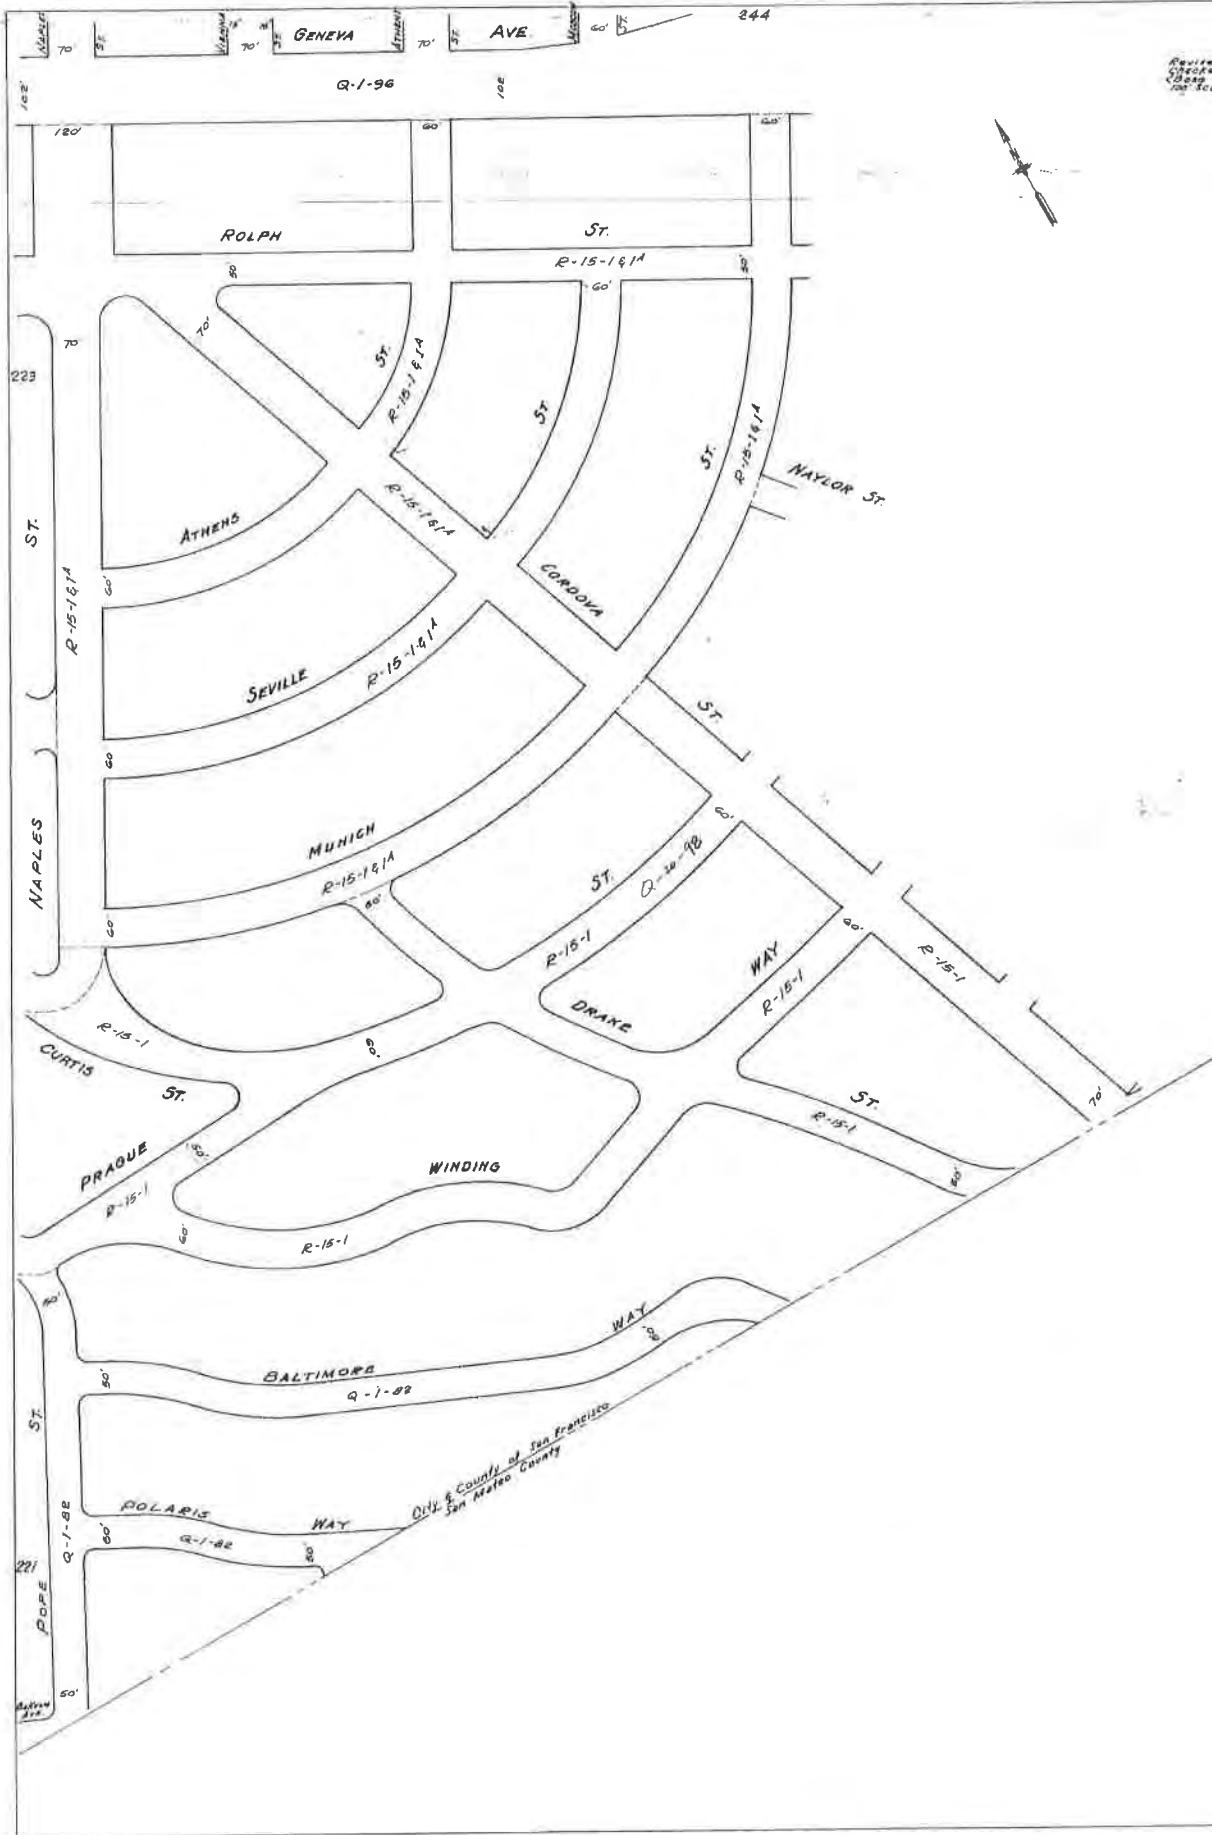 244
NAPLES
70'
ST.
VIENNA
70'
ST.
GENEVA
ATHENS
70'
ST.
AVE.
60'
ST.
102'
Q-1-96
102
120'
60'
60'
ROLPH
ST.
R-15-1&1A
50
50'
60'
70'
70'
223
ST.
R-15-1&1A
ST.
ST.
R-15-1&1A
NAYLOR ST.
ATHENS
R-15-1&1A
ST.
R-15-1&1A
60'
CORDOVA
SEVILLE
R-15-1&1A
60'
ST.
NAPLES
MUNICH
R-15-1&1A
60'
60'
ST.
Q-20-98
R-15-1
60'
WAY
R-15-1
60'
R-15-1
DRAKE
R-15-1
CURTIS
ST.
60'
ST.
R-15-1
70'
50'
PRAGUE
R-15-1
50'
WINDING
R-15-1
60'
50'
BALTIMORE
WAY
Q-1-82
50'
ST.
City & County of San Francisco
San Mateo County
POLARIS
WAY
Q-1-82
50'
Q-1-82
221
POPE
50'